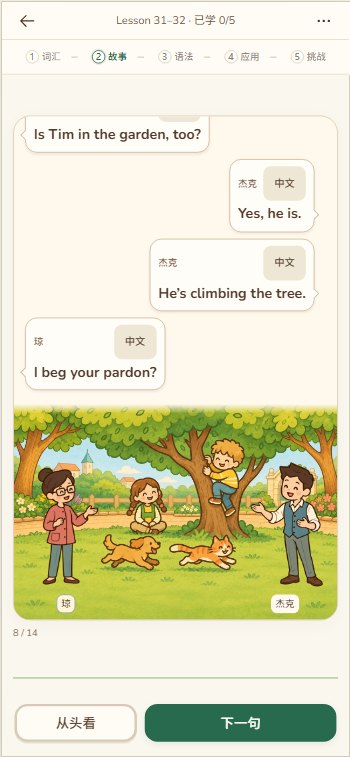 Lesson 31–32 · 已学 0/5
1 词汇 – 2 故事 – 3 语法 – 4 应用 – 5 挑战
Is Tim in the garden, too?
杰克 中文
Yes, he is.
杰克 中文
He's climbing the tree.
琼 中文
I beg your pardon?
琼 杰克
8 / 14
从头看 下一句